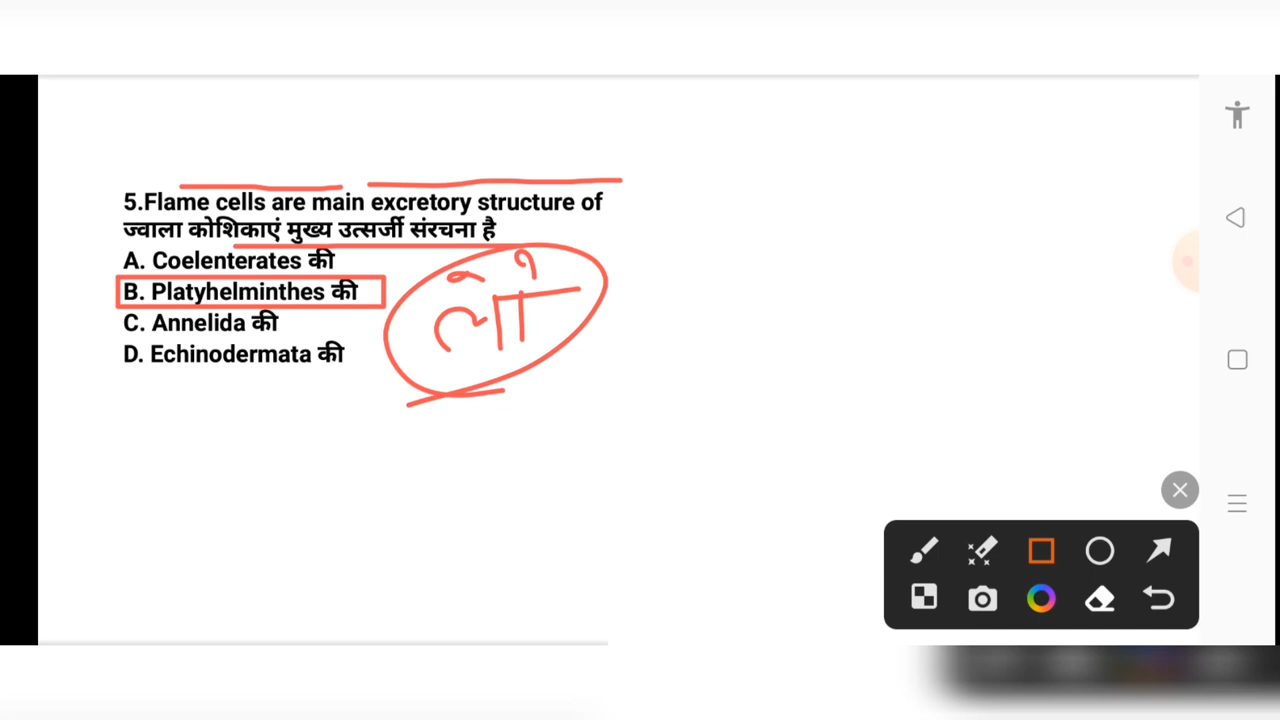 5.Flame cells are main excretory structure of
ज्वाला कोशिकाएं मुख्य उत्सर्जी संरचना है
A. Coelenterates की
B. Platyhelminthes की
C. Annelida की
D. Echinodermata की